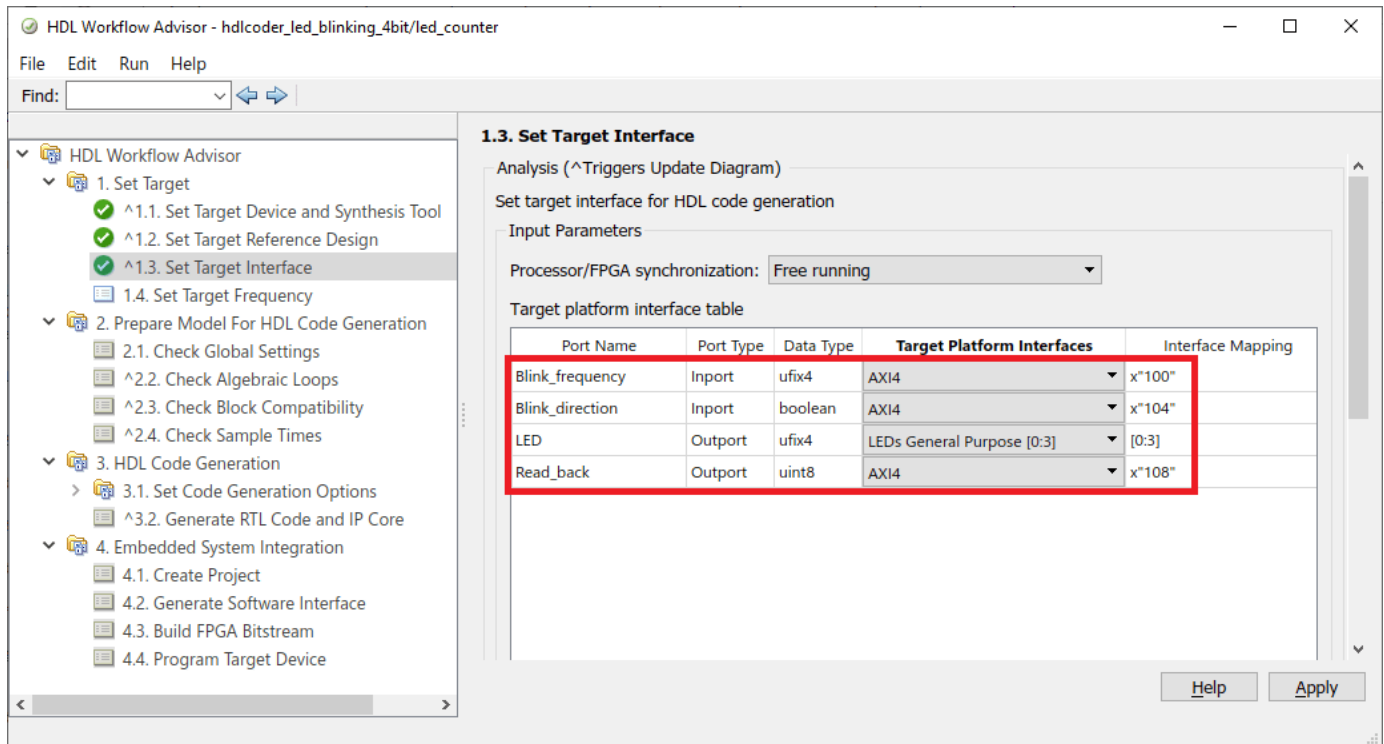 HDL Workflow Advisor - hdlcoder_led_blinking_4bit/led_counter
File Edit Run Help
Find:
HDL Workflow Advisor
1. Set Target
^1.1. Set Target Device and Synthesis Tool
^1.2. Set Target Reference Design
^1.3. Set Target Interface
1.4. Set Target Frequency
2. Prepare Model For HDL Code Generation
2.1. Check Global Settings
^2.2. Check Algebraic Loops
^2.3. Check Block Compatibility
^2.4. Check Sample Times
3. HDL Code Generation
3.1. Set Code Generation Options
^3.2. Generate RTL Code and IP Core
4. Embedded System Integration
4.1. Create Project
4.2. Generate Software Interface
4.3. Build FPGA Bitstream
4.4. Program Target Device
1.3. Set Target Interface
Analysis (^Triggers Update Diagram)
Set target interface for HDL code generation
Input Parameters
Processor/FPGA synchronization: Free running
Target platform interface table
Port Name Port Type Data Type Target Platform Interfaces Interface Mapping
Blink_frequency Inport ufix4 AXI4 x"100"
Blink_direction Inport boolean AXI4 x"104"
LED Outport ufix4 LEDs General Purpose [0:3] [0:3]
Read_back Outport uint8 AXI4 x"108"
Help Apply